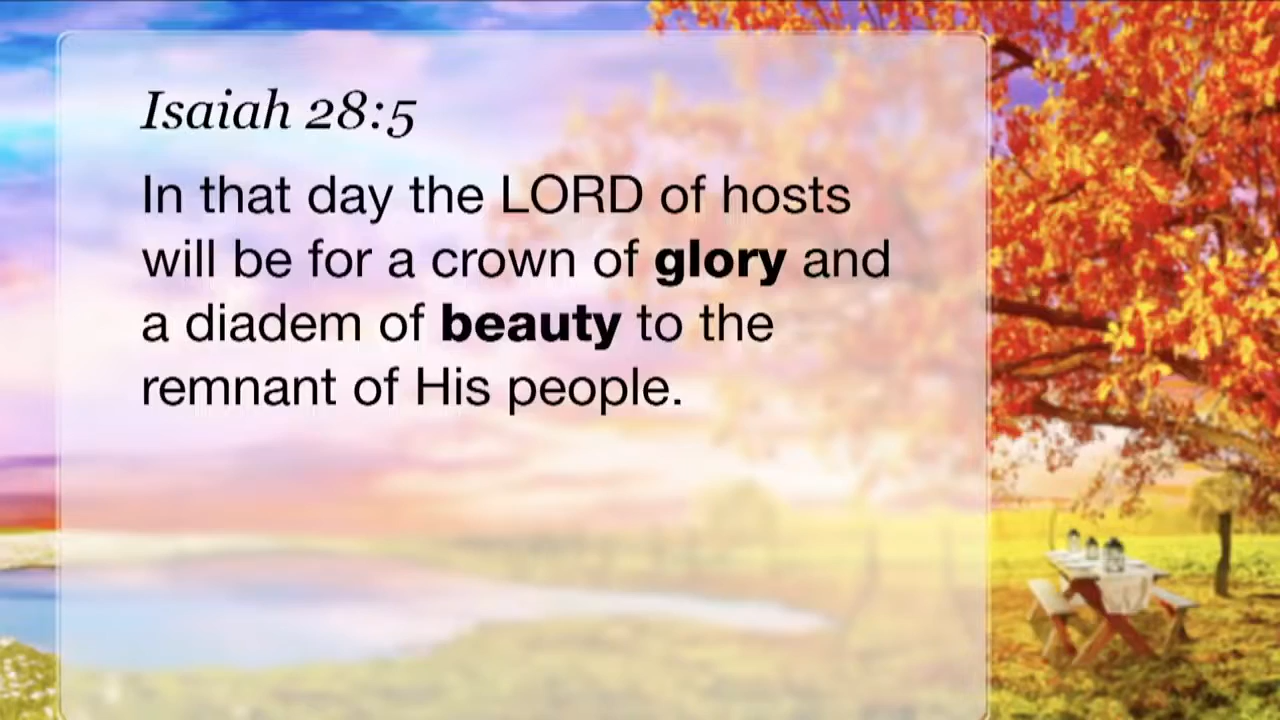 Isaiah 28:5
In that day the LORD of hosts
will be for a crown of glory and
a diadem of beauty to the
remnant of His people.